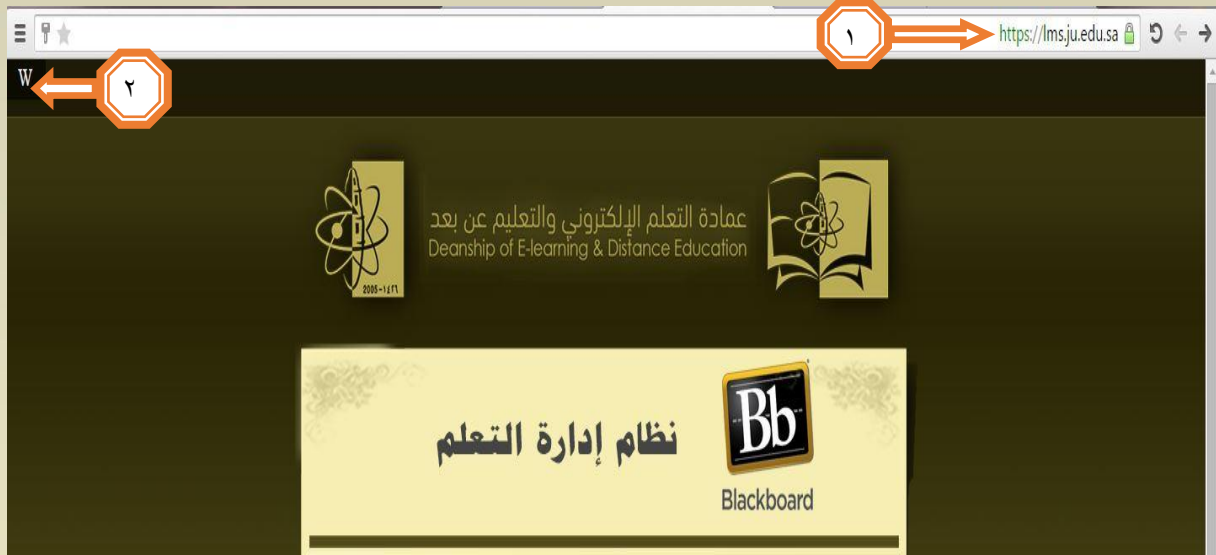 ١
https://lms.ju.edu.sa
W
٢
عمادة التعلم الإلكتروني والتعليم عن بعد
Deanship of E-learning & Distance Education
2005-١٤٢٦
نظام إدارة التعلم
Bb
Blackboard